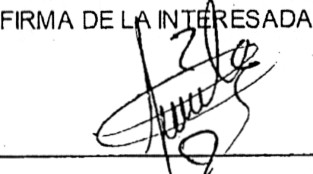 FIRMA DE LA INTERESADA